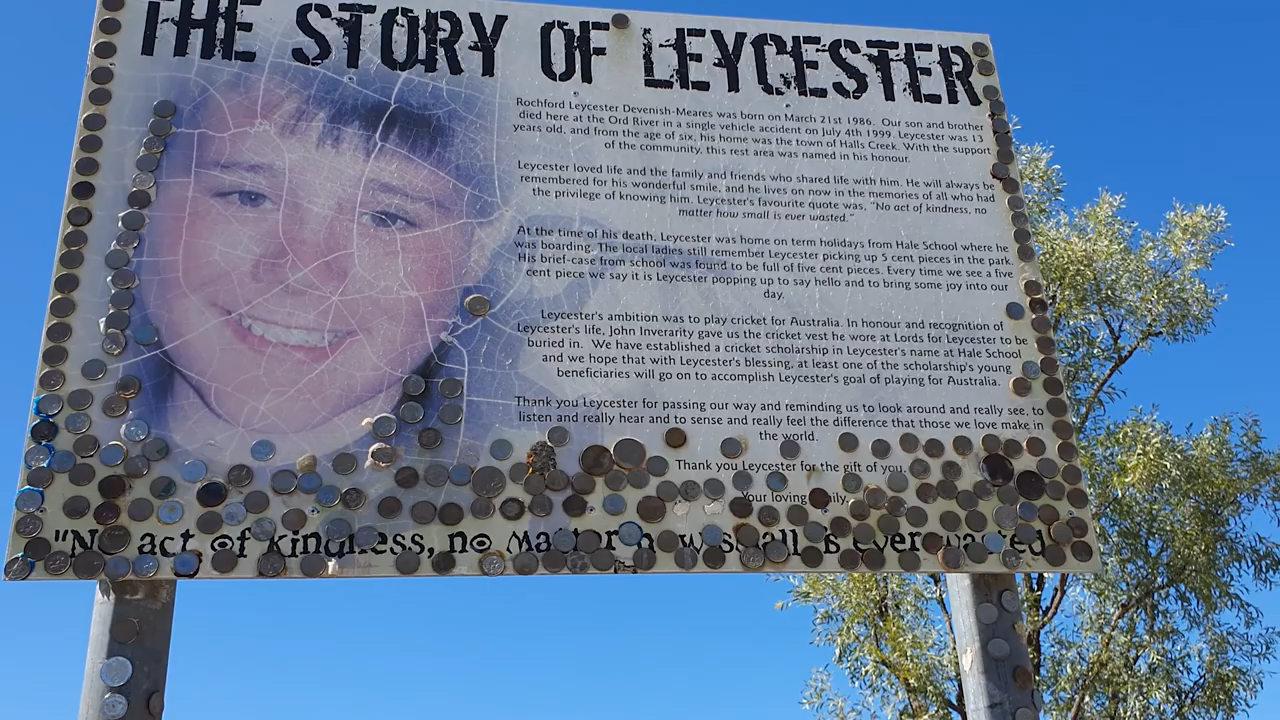 THE STORY OF LEYCESTER
Rochford Leycester Devenish-Meares was born on March 21st 1986. Our son and brother
died here at the Ord River in a single vehicle accident on July 4th 1999. Leycester was 13
years old, and from the age of six, his home was the town of Halls Creek. With the support
of the community, this rest area was named in his honour.
Leycester loved life and the family and friends who shared life with him. He will always be
remembered for his wonderful smile, and he lives on now in the memories of all who had
the privilege of knowing him. Leycester's favourite quote was, "No act of kindness, no
matter how small is ever wasted."
At the time of his death, Leycester was home on term holidays from Hale School where he
was boarding. The local ladies still remember Leycester picking up 5 cent pieces in the park.
His brief-case from school was found to be full of five cent pieces. Every time we see a five
cent piece we say it is Leycester popping up to say hello and to bring some joy into our
day.
Leycester's ambition was to play cricket for Australia. In honour and recognition of
Leycester's life, John Inverarity gave us the cricket vest he wore at Lords for Leycester to be
buried in. We have established a cricket scholarship in Leycester's name at Hale School
and we hope that with Leycester's blessing, at least one of the scholarship's young
beneficiaries will go on to accomplish Leycester's goal of playing for Australia.
Thank you Leycester for passing our way and reminding us to look around and really see, to
listen and really hear and to sense and really feel the difference that those we love make in
the world.
Thank you Leycester for the gift of you.
Your loving family.
"No act of kindness, no matter how small is ever wasted